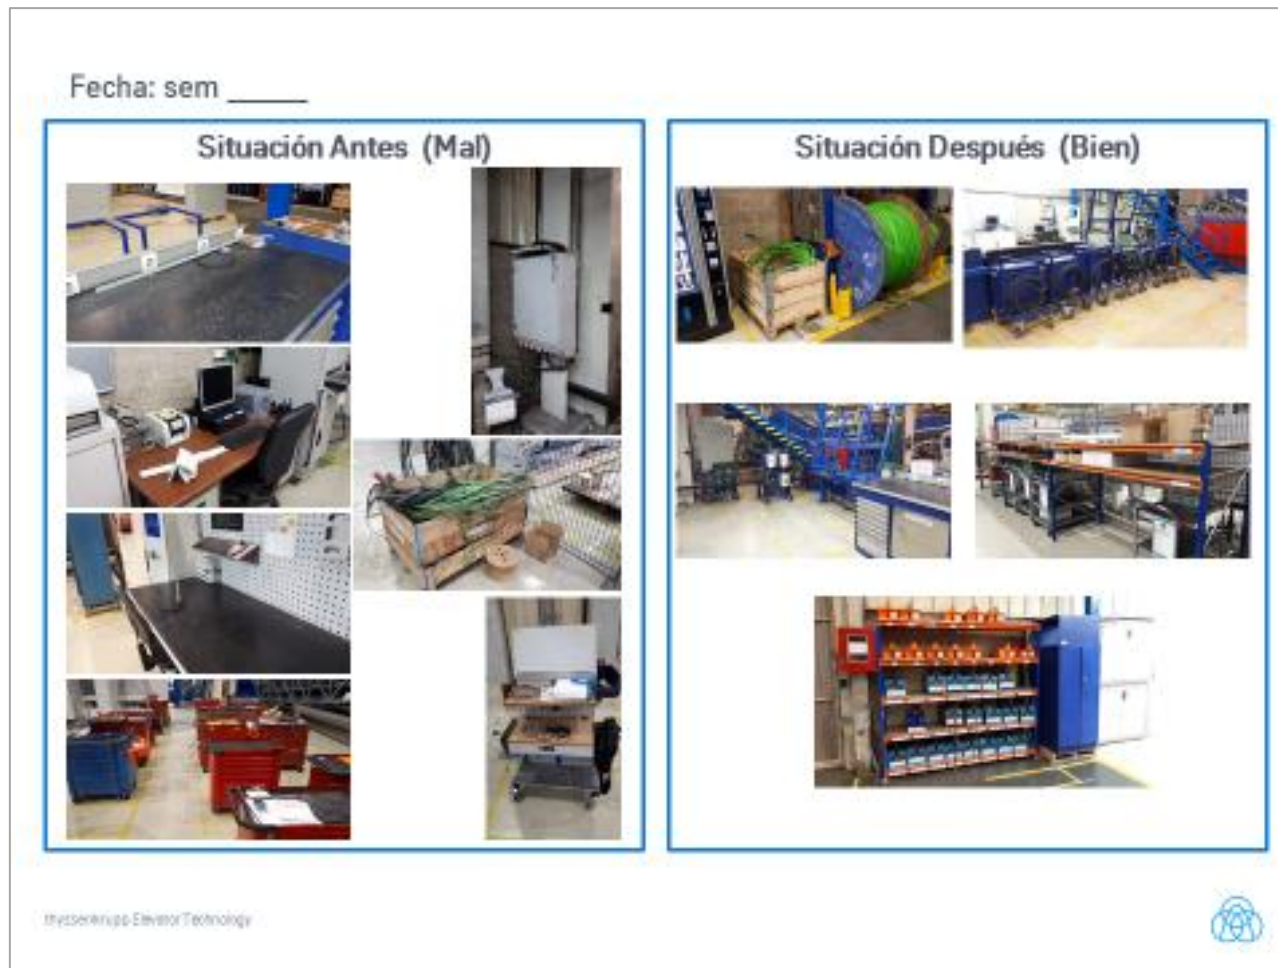 Fecha: sem _____
Situación Antes (Mal)
Situación Después (Bien)
thyssenkrupp Elevator Technology